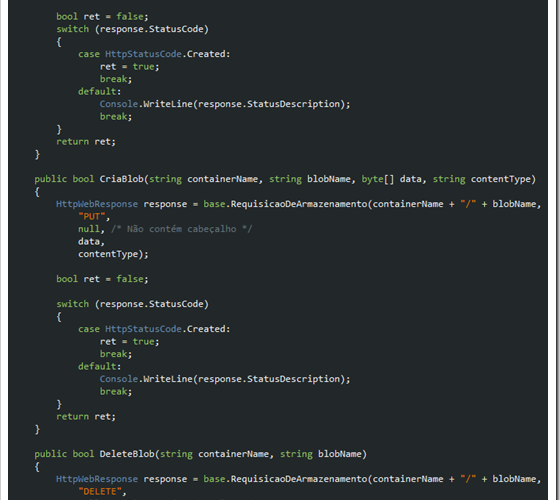 bool ret = false;
switch (response.StatusCode)
{
case HttpStatusCode.Created:
ret = true;
break;
default:
Console.WriteLine(response.StatusDescription);
break;
}
return ret;
}
public bool CriaBlob(string containerName, string blobName, byte[] data, string contentType)
{
HttpWebResponse response = base.RequisicaoDeArmazenamento(containerName + "/" + blobName,
"PUT",
null, /* Não contém cabeçalho */
data,
contentType);
bool ret = false;
switch (response.StatusCode)
{
case HttpStatusCode.Created:
ret = true;
break;
default:
Console.WriteLine(response.StatusDescription);
break;
}
return ret;
}
public bool DeleteBlob(string containerName, string blobName)
{
HttpWebResponse response = base.RequisicaoDeArmazenamento(containerName + "/" + blobName,
"DELETE",